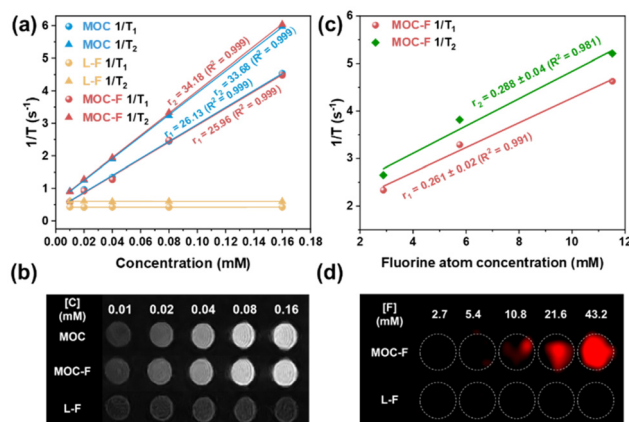 (a)
MOC 1/T₁
MOC 1/T₂
L-F 1/T₁
L-F 1/T₂
MOC-F 1/T₁
MOC-F 1/T₂
r₂ = 34.18 (R² = 0.999)
r₂ = 33.68 (R² = 0.999)
r₁ = 26.13 (R² = 0.999)
r₁ = 25.96 (R² = 0.999)
1/T (s⁻¹)
6
5
4
3
2
1
0
0.00 0.02 0.04 0.06 0.08 0.10 0.12 0.14 0.16 0.18
Concentration (mM)
(c)
MOC-F 1/T₁
MOC-F 1/T₂
r₂ = 0.288 ± 0.04 (R² = 0.981)
r₁ = 0.261 ± 0.02 (R² = 0.991)
1/T (s⁻¹)
6
5
4
3
2
2 4 6 8 10 12
Fluorine atom concentration (mM)
(b)
[C]
(mM) 0.01 0.02 0.04 0.08 0.16
MOC
MOC-F
L-F
(d)
[F]
(mM) 2.7 5.4 10.8 21.6 43.2
MOC-F
L-F